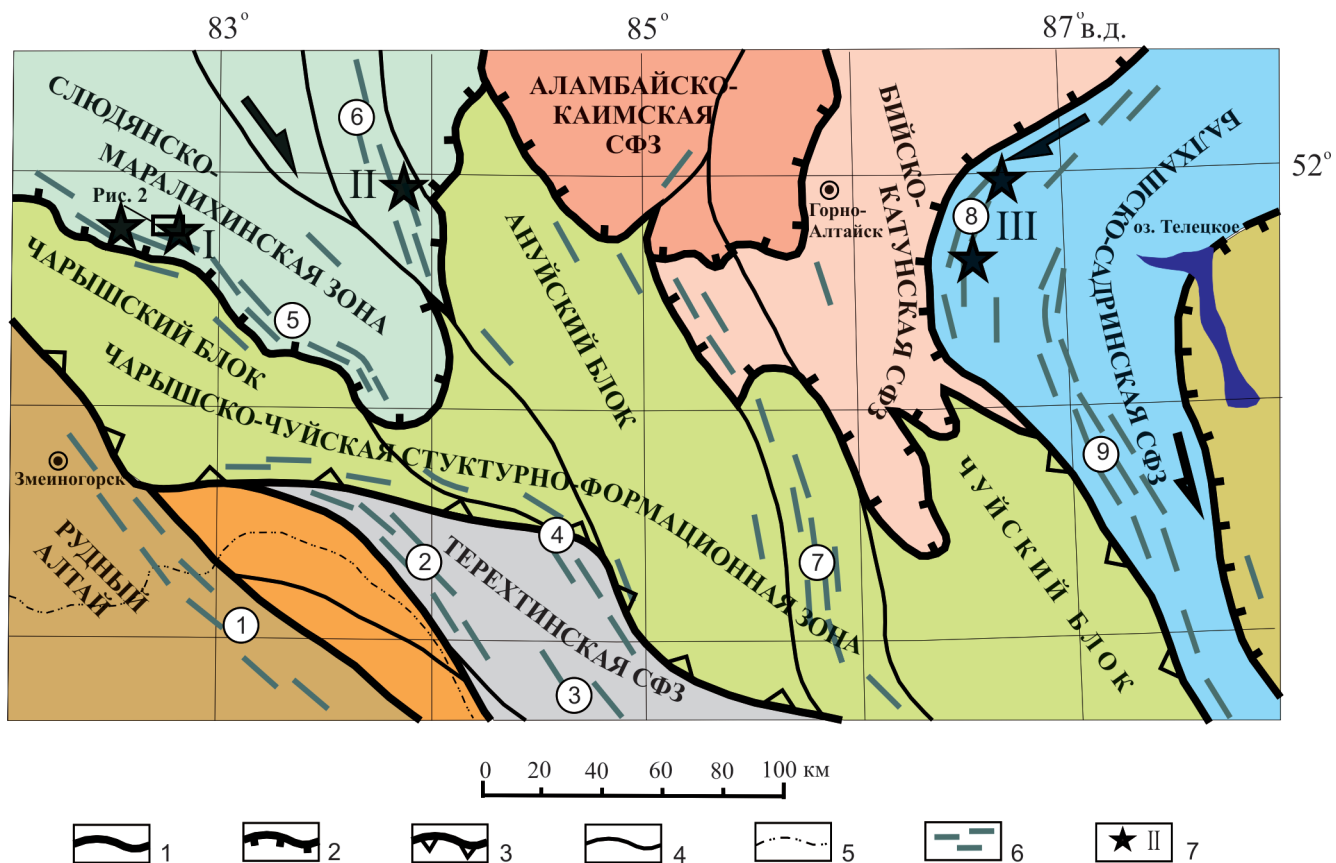 83°
85°
87° в.д.
52°
СЛЮДЯНСКО-
МАРАЛИХИНСКАЯ ЗОНА
6
II
Рис. 2
I
5
АЛАМБАЙСКО-
КАИМСКАЯ
СФЗ
БИЙСКО-
КАТУНСКАЯ СФЗ
Горно-
Алтайск
8
III
БАЛХАШСКО-САДРИНСКАЯ СФЗ
оз. Телецкое
9
ЧАРЫШСКИЙ БЛОК
АНУЙСКИЙ БЛОК
ЧАРЫШСКО-ЧУЙСКАЯ СТУКТУРНО-ФОРМАЦИОННАЯ ЗОНА
ЧУЙСКИЙ БЛОК
Змеиногорск
РУДНЫЙ
АЛТАЙ
1
2
ТЕРЕХТИНСКАЯ СФЗ
3
4
7
0 20 40 60 80 100 км
1 2 3 4 5 6 II 7